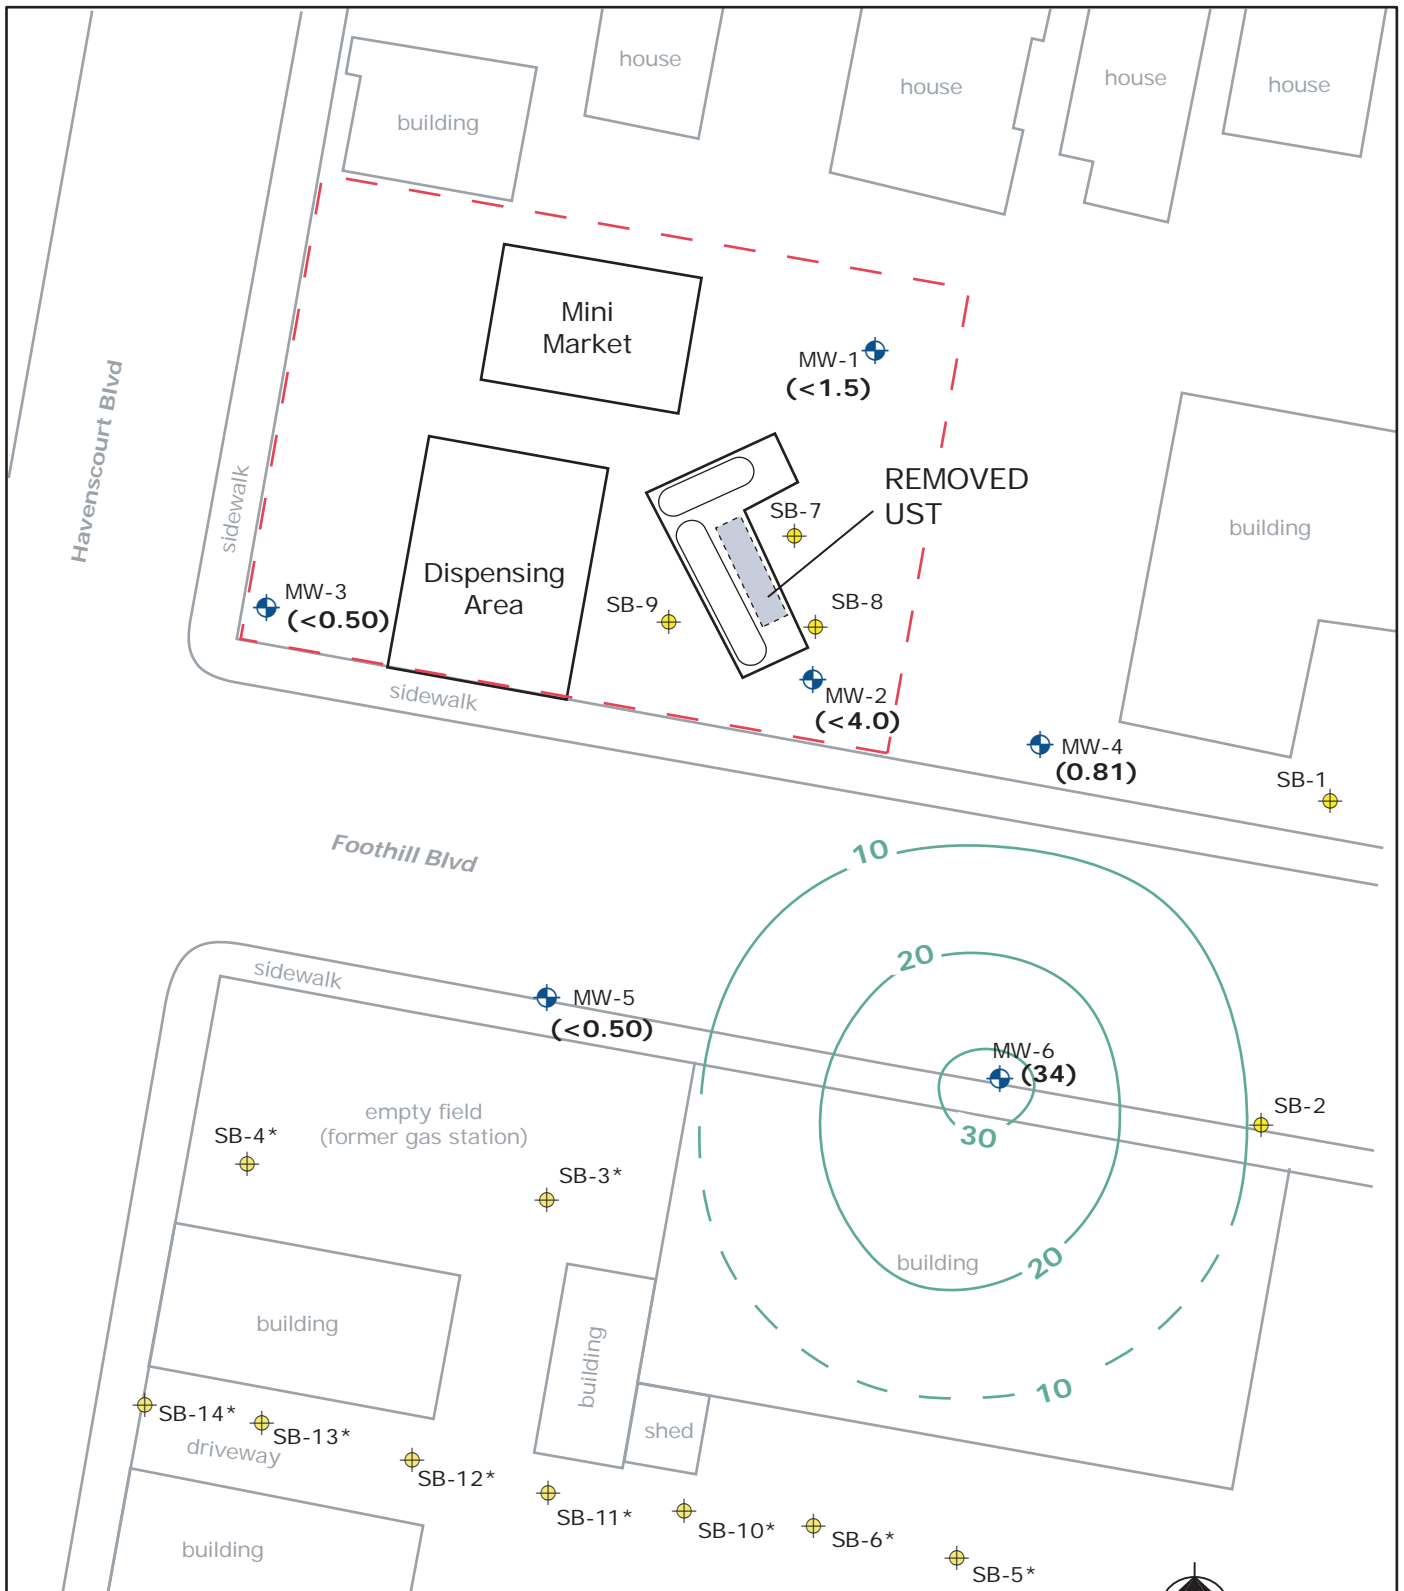 house
house
house
house
building
Mini
Market
MW-1
(<1.5)
Havenscourt Blvd
sidewalk
REMOVED
UST
SB-7
building
Dispensing
Area
MW-3
(<0.50)
SB-9
SB-8
sidewalk
MW-2
(<4.0)
MW-4
(0.81)
SB-1
Foothill Blvd
10
20
sidewalk
MW-5
(<0.50)
MW-6
(34)
30
SB-2
empty field
(former gas station)
SB-4*
SB-3*
building
20
building
building
10
SB-14*
SB-13*
driveway
shed
SB-12*
SB-11*
SB-10*
SB-6*
building
SB-5*